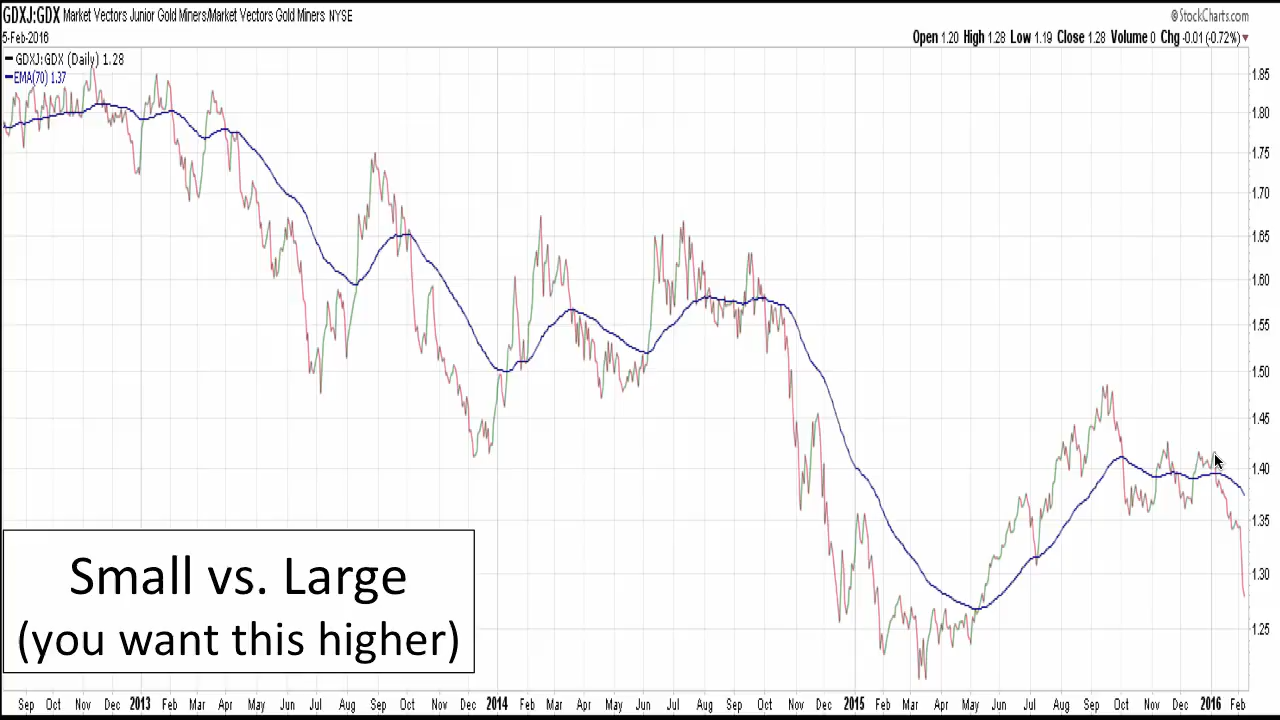 GDXJ:GDX Market Vectors Junior Gold Miners/Market Vectors Gold Miners NYSE
@StockCharts.com
5-Feb-2016
Open 1.20 High 1.28 Low 1.19 Close 1.28 Volume 0 Chg -0.01 (-0.72%)
GDXJ:GDX (Daily) 1.28
EMA(70) 1.37
1.85
1.80
1.75
1.70
1.65
1.60
1.55
1.50
1.45
1.40
1.35
1.30
1.25
Small vs. Large
(you want this higher)
Sep Oct Nov Dec 2013 Feb Mar Apr May Jun Jul Aug Sep Oct Nov Dec 2014 Feb Mar Apr May Jun Jul Aug Sep Oct Nov Dec 2015 Feb Mar Apr May Jun Jul Aug Sep Oct Nov Dec 2016 Feb